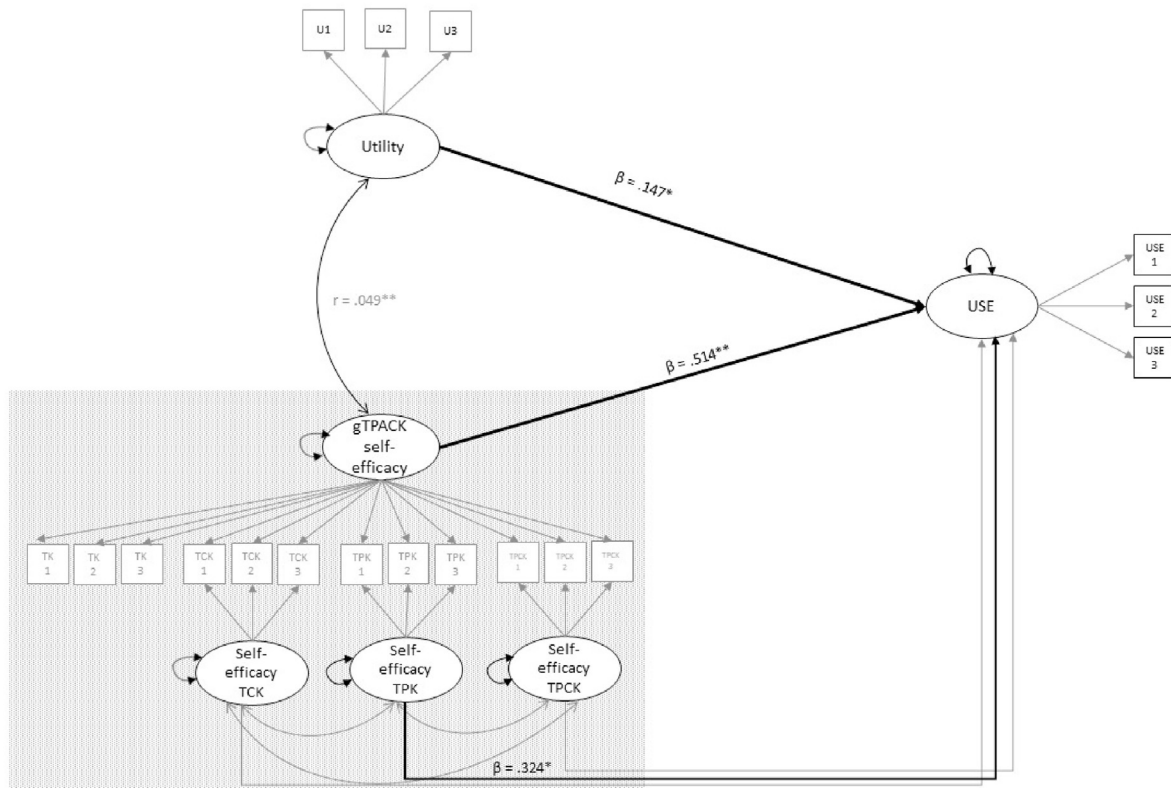 U1 U2 U3
Utility
β = .147*
USE
1
USE
USE
2
USE
3
r = .049**
β = .514**
gTPACK
self-
efficacy
TK TK TK TCK TCK TCK TPK TPK TPK TPCK TPCK TPCK
1 2 3 1 2 3 1 2 3 1 2 3
Self- Self- Self-
efficacy efficacy efficacy
TCK TPK TPCK
β = .324*